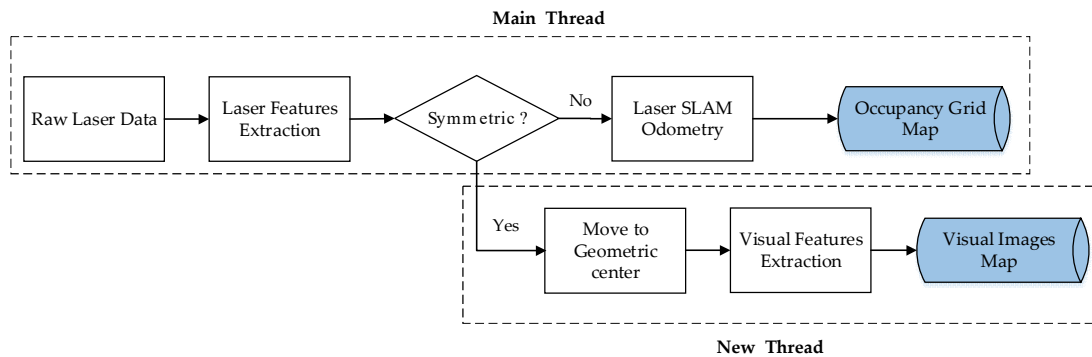 Main Thread
Raw Laser Data
Laser Features
Extraction
Symmetric ?
No
Laser SLAM
Odometry
Occupancy Grid
Map
Yes
Move to
Geometric
center
Visual Features
Extraction
Visual Images
Map
New Thread